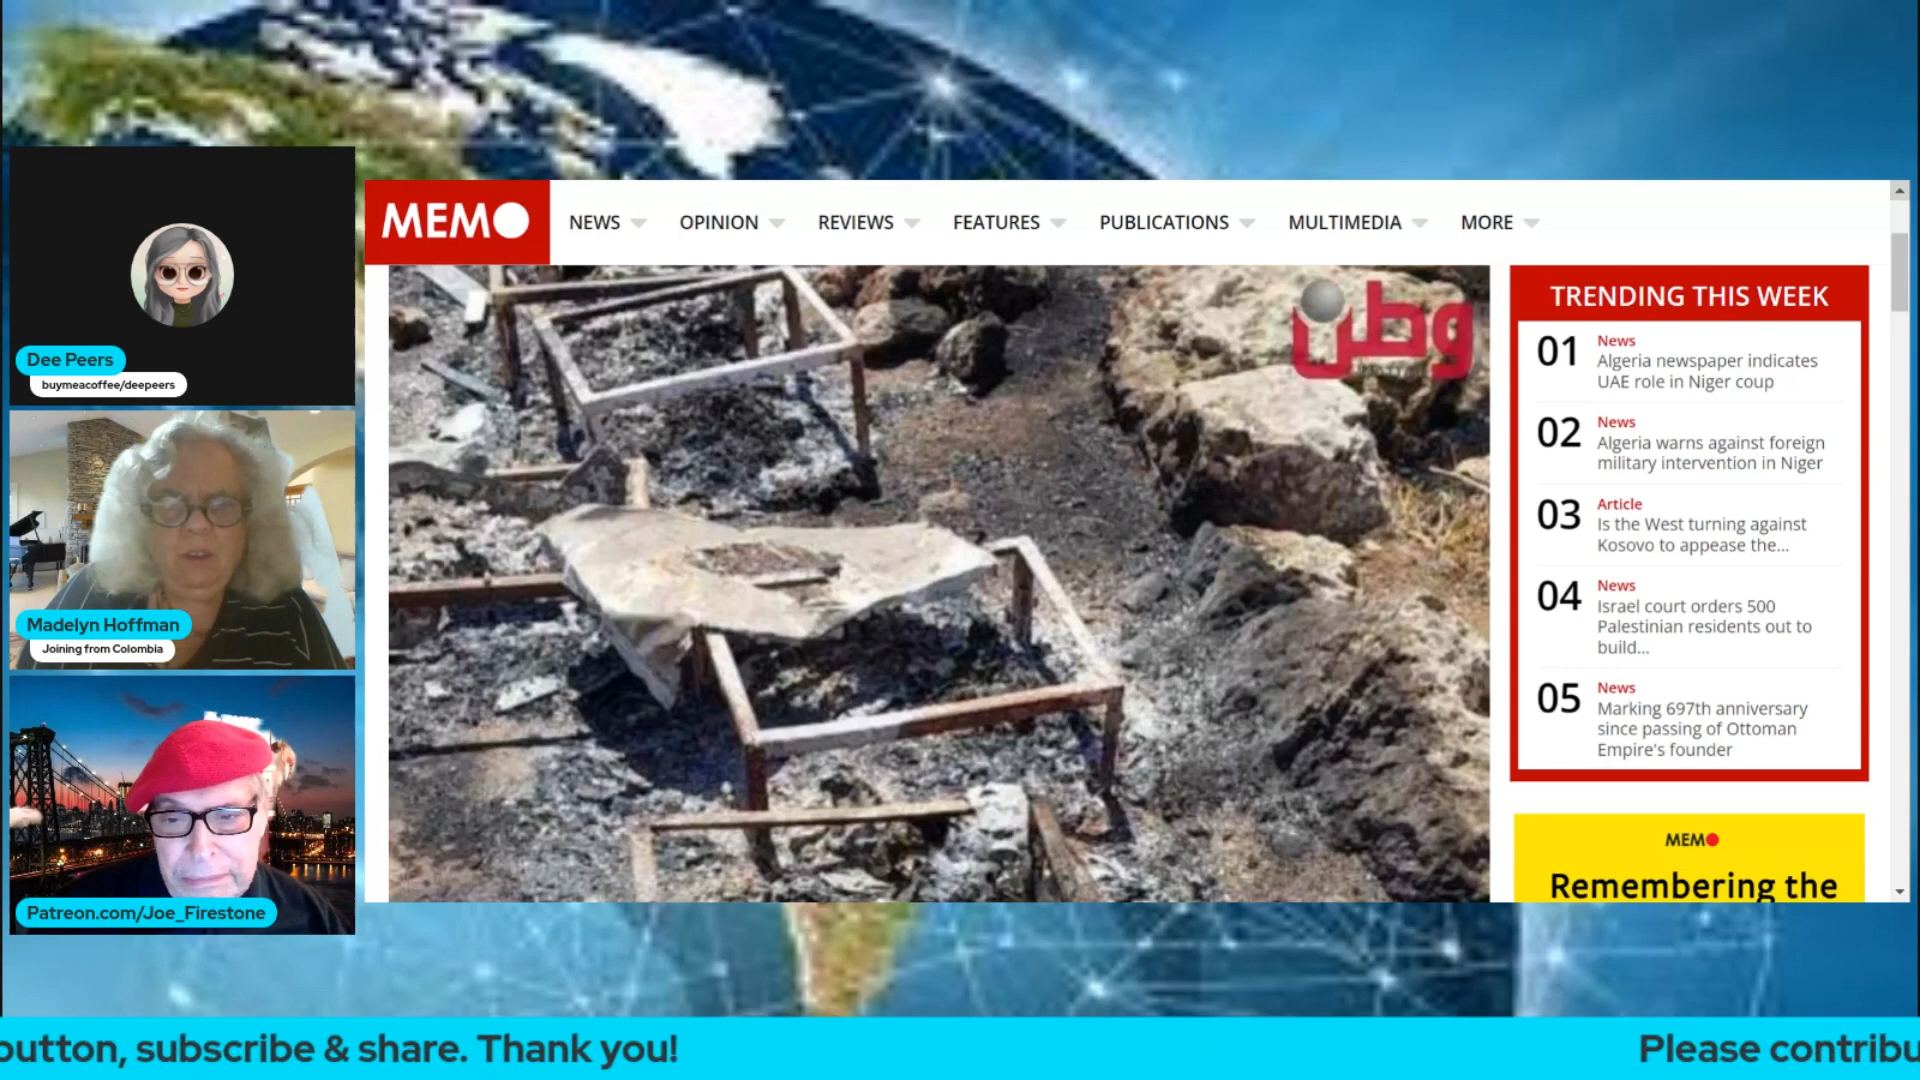 Dee Peers
buymeacoffee/deepeers
Madelyn Hoffman
Joining from Colombia
Patreon.com/Joe_Firestone
MEMO
NEWS
OPINION
REVIEWS
FEATURES
PUBLICATIONS
MULTIMEDIA
MORE
وطن
TRENDING THIS WEEK
01
News
Algeria newspaper indicates
UAE role in Niger coup
02
News
Algeria warns against foreign
military intervention in Niger
03
Article
Is the West turning against
Kosovo to appease the...
04
News
Israel court orders 500
Palestinian residents out to
build...
05
News
Marking 697th anniversary
since passing of Ottoman
Empire's founder
MEMO
Remembering the
button, subscribe & share. Thank you!
Please contribu